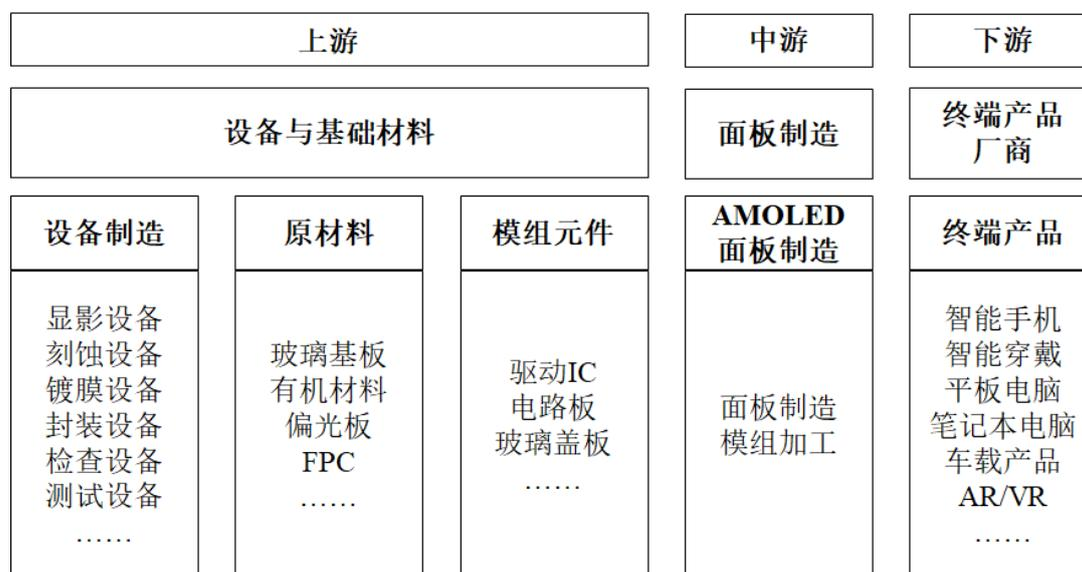 上游
中游
下游
设备与基础材料
面板制造
终端产品
厂商
设备制造
原材料
模组元件
AMOLED
面板制造
终端产品
显影设备
刻蚀设备
镀膜设备
封装设备
检查设备
测试设备
……
玻璃基板
有机材料
偏光板
FPC
……
驱动IC
电路板
玻璃盖板
……
面板制造
模组加工
智能手机
智能穿戴
平板电脑
笔记本电脑
车载产品
AR/VR
……